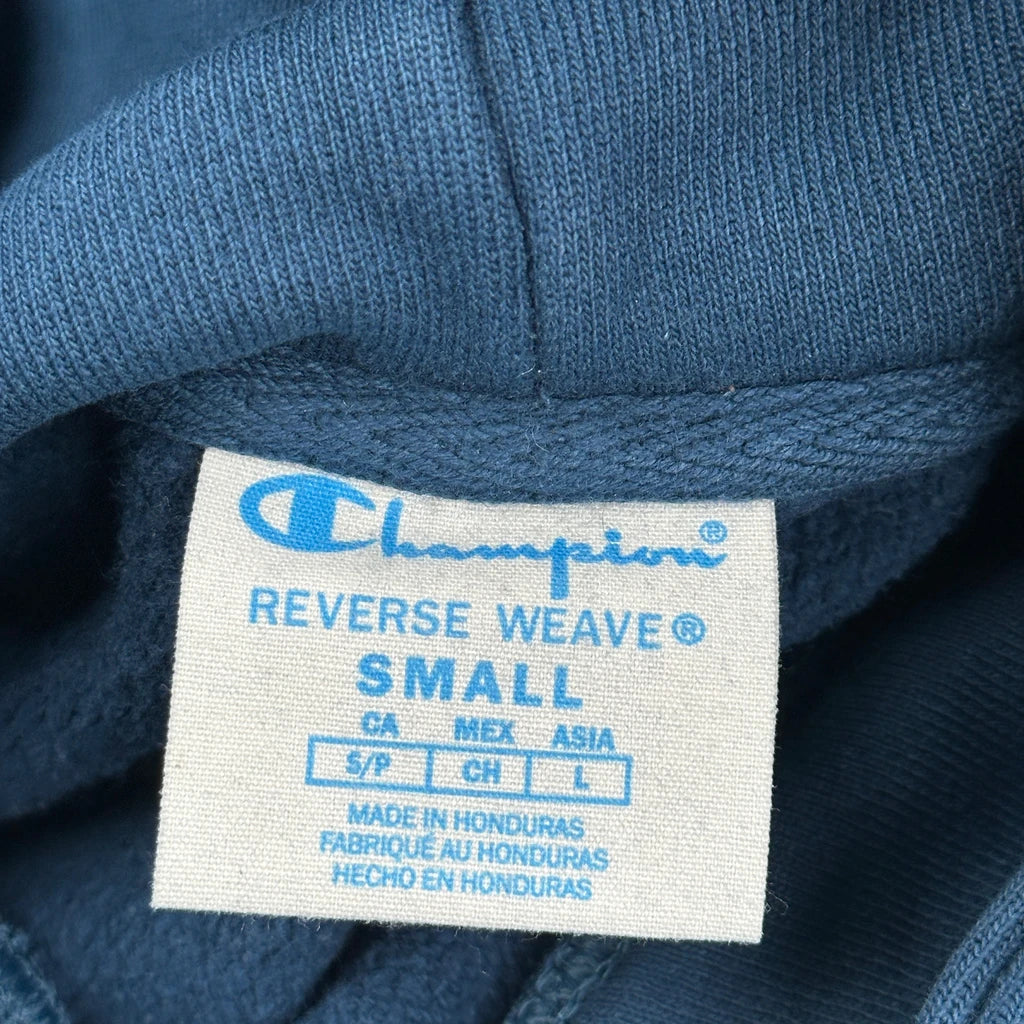 Champion®
REVERSE WEAVE®
SMALL
CA MEX ASIA
S/P CH L
MADE IN HONDURAS
FABRIQUÉ AU HONDURAS
HECHO EN HONDURAS